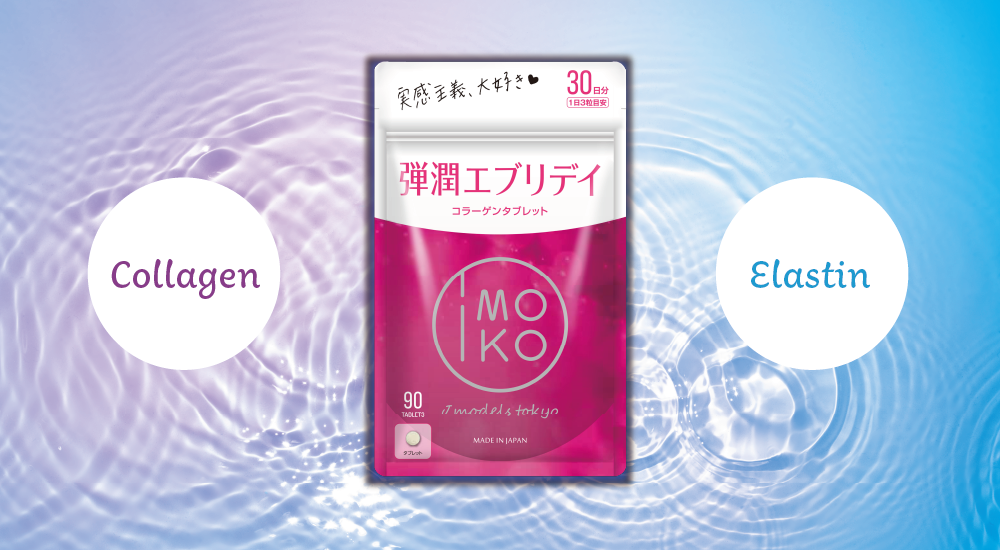 実感主義、大好き♥
30日分
1日3粒目安
弾潤エブリデイ
コラーゲンタブレット
Collagen
Elastin
MO
KO
it models tokyo
90
TABLETS
タブレット
MADE IN JAPAN